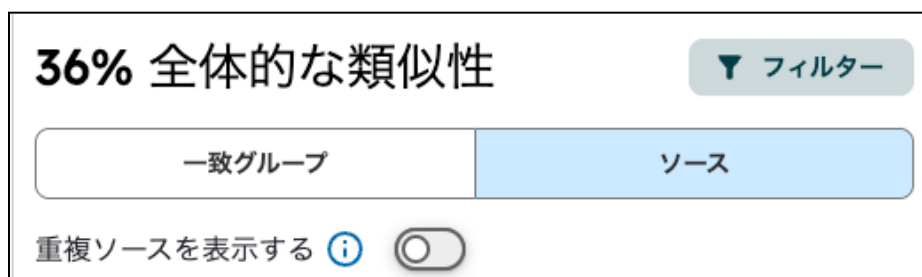 36% 全体的な類似性
フィルター
一致グループ
ソース
重複ソースを表示する